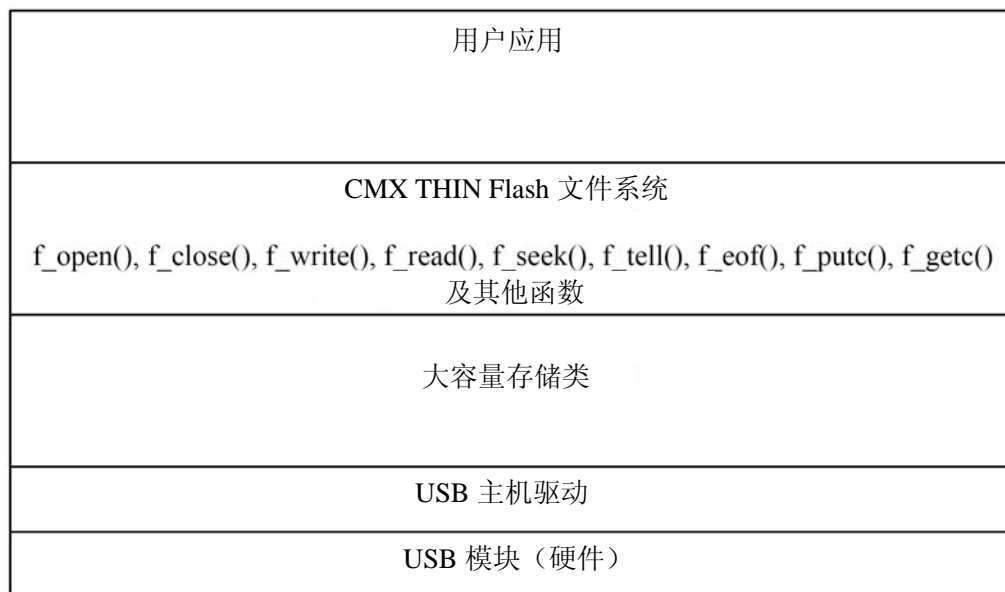 用户应用
CMX THIN Flash 文件系统
f_open(), f_close(), f_write(), f_read(), f_seek(), f_tell(), f_eof(), f_putc(), f_getc()
及其他函数
大容量存储类
USB 主机驱动
USB 模块（硬件）